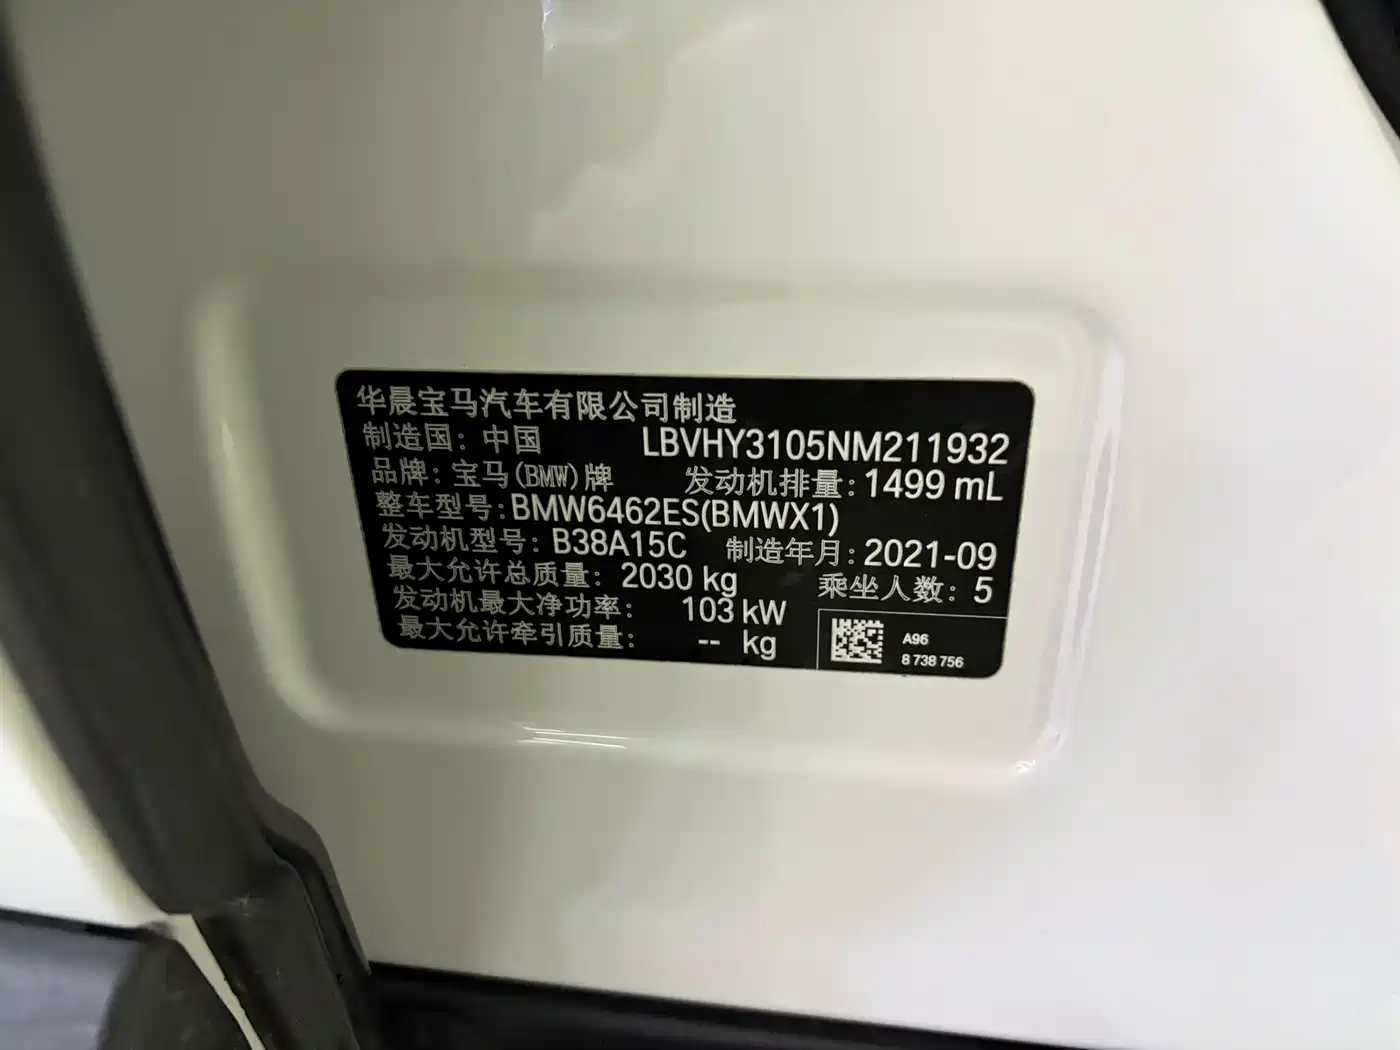 华晨宝马汽车有限公司制造
制造国：中国 LBVHY3105NM211932
品牌：宝马(BMW)牌 发动机排量：1499 mL
整车型号：BMW6462ES(BMWX1)
发动机型号：B38A15C 制造年月：2021-09
最大允许总质量：2030 kg 乘坐人数：5
发动机最大净功率：103 kW
最大允许牵引质量：-- kg
A96
8 738 756